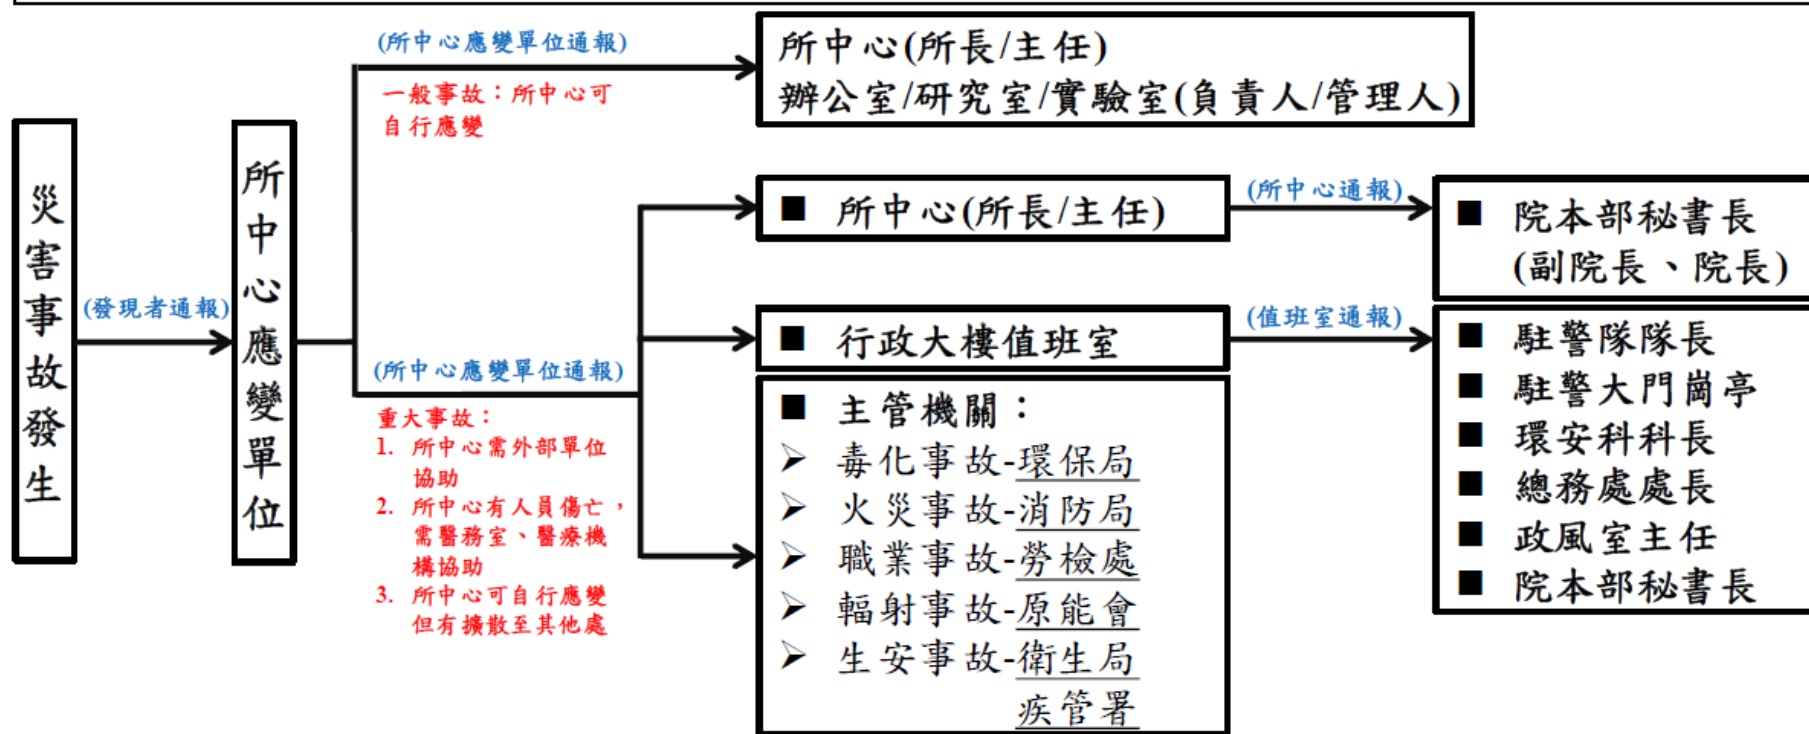 災害事故發生
(發現者通報)
所中心應變單位
(所中心應變單位通報)
一般事故：所中心可
自行應變
所中心(所長/主任)
辦公室/研究室/實驗室(負責人/管理人)
(所中心應變單位通報)
重大事故：
1. 所中心需外部單位
協助
2. 所中心有人員傷亡，
需醫務室、醫療機
構協助
3. 所中心可自行應變
但有擴散至其他處
■ 所中心(所長/主任)
(所中心通報)
■ 院本部秘書長
(副院長、院長)
■ 行政大樓值班室
(值班室通報)
■ 駐警隊隊長
■ 駐警大門崗亭
■ 環安科科長
■ 總務處處長
■ 政風室主任
■ 院本部秘書長
■ 主管機關：
➢ 毒化事故-環保局
➢ 火災事故-消防局
➢ 職業事故-勞檢處
➢ 輻射事故-原能會
➢ 生安事故-衛生局
疾管署